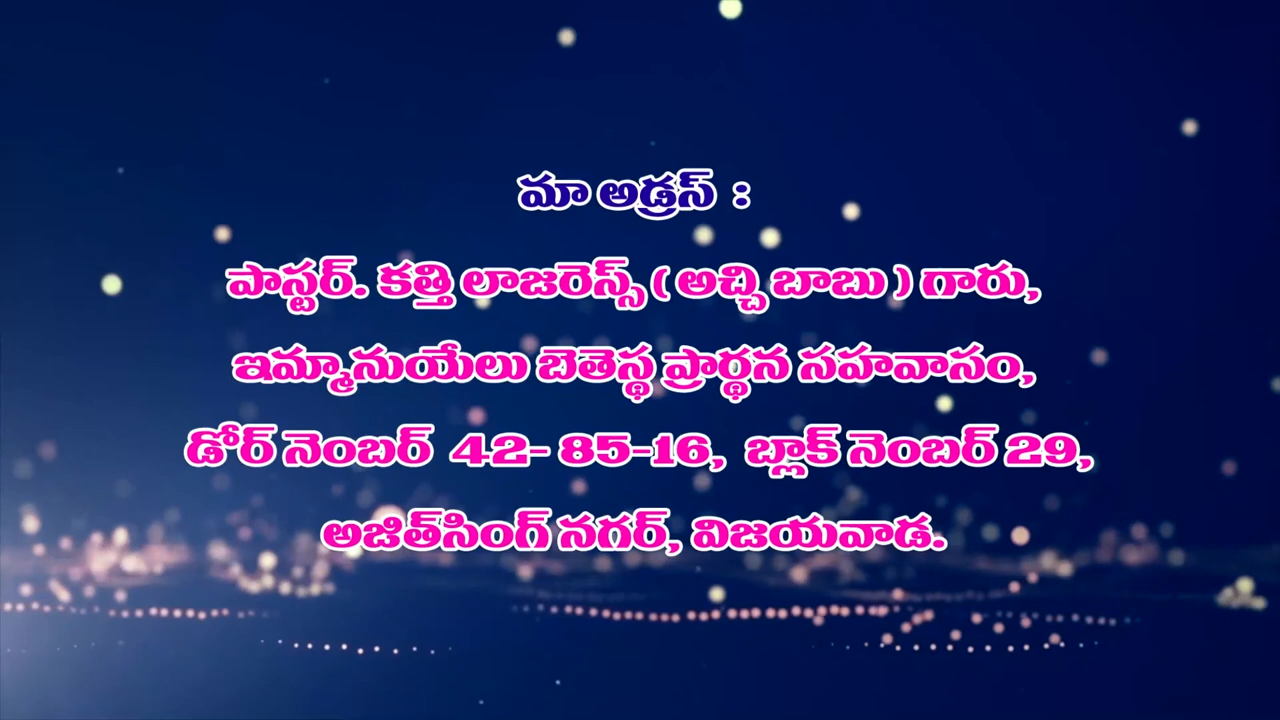 మా అడ్రస్ :
పాస్టర్. కత్తి లాజరెన్స్ ( అచ్చి బాబు ) గారు,
ఇమ్మానుయేలు బెతెస్థ ప్రార్థన సహవాసం,
డోర్ నెంబర్ 42- 85-16, బ్లాక్ నెంబర్ 29,
అజిత్‌సింగ్ నగర్, విజయవాడ.